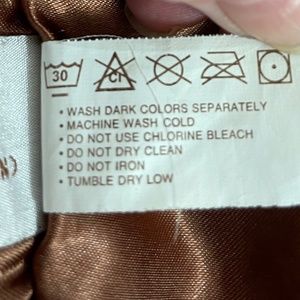 30
Cl
• WASH DARK COLORS SEPARATELY
• MACHINE WASH COLD
• DO NOT USE CHLORINE BLEACH
• DO NOT DRY CLEAN
• DO NOT IRON
• TUMBLE DRY LOW